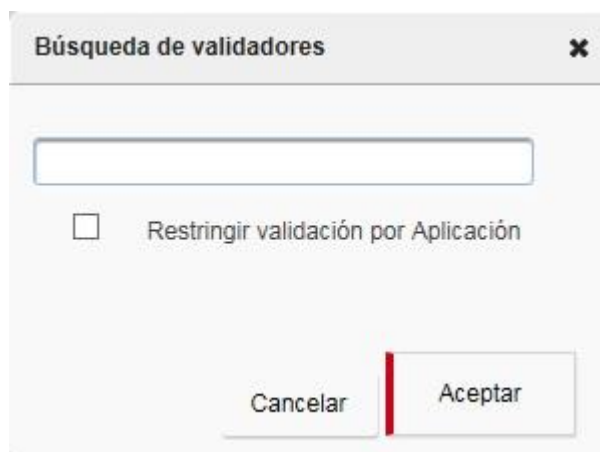 Búsqueda de validadores
Restringir validación por Aplicación
Cancelar
Aceptar